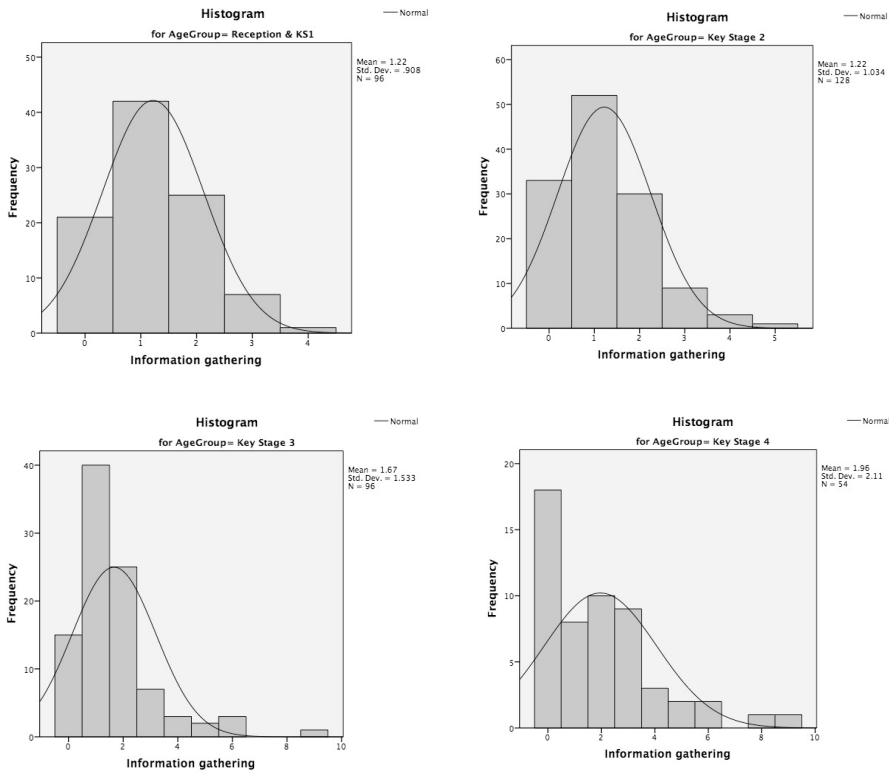 Histogram
Normal
for AgeGroup= Reception & KS1
Mean = 1.22
Std. Dev. = .908
N = 96
50
40
30
20
10
0
Frequency
0 1 2 3 4
Information gathering
Histogram
Normal
for AgeGroup= Key Stage 2
Mean = 1.22
Std. Dev. = 1.034
N = 128
60
50
40
30
20
10
0
Frequency
0 1 2 3 4 5
Information gathering
Histogram
Normal
for AgeGroup= Key Stage 3
Mean = 1.67
Std. Dev. = 1.533
N = 96
40
30
20
10
0
Frequency
0 2 4 6 8 10
Information gathering
Histogram
Normal
for AgeGroup= Key Stage 4
Mean = 1.96
Std. Dev. = 2.11
N = 54
20
15
10
5
0
Frequency
0 2 4 6 8 10
Information gathering